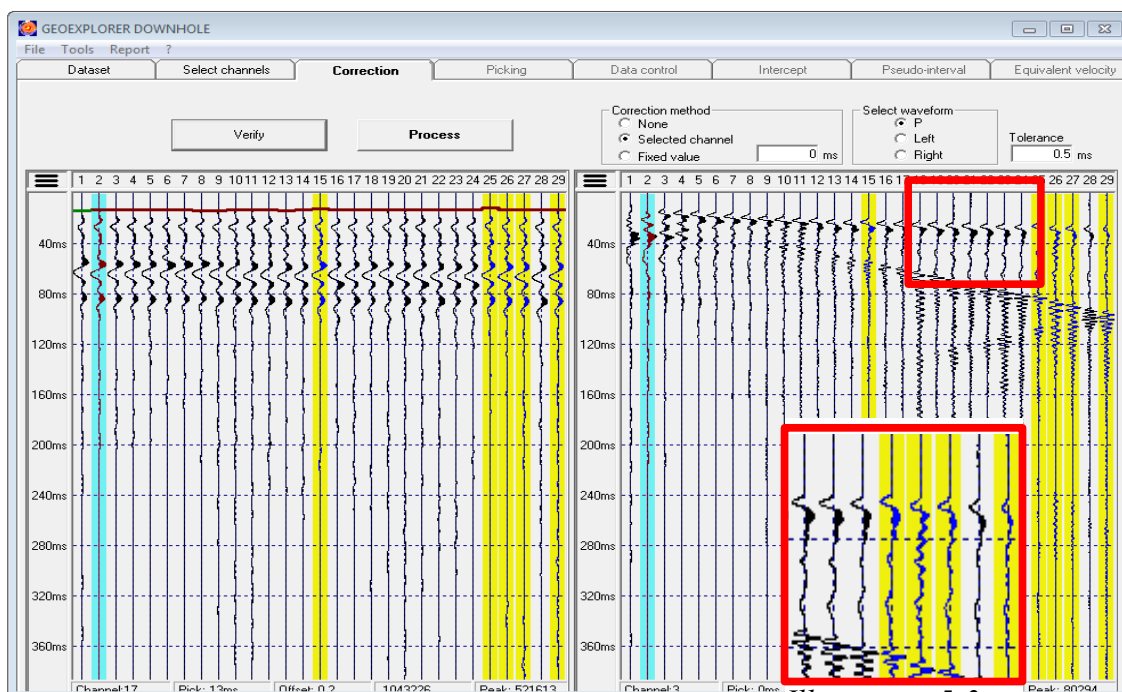 GEOEXPLORER DOWNHOLE
File Tools Report ?
Dataset Select channels Correction Picking Data control Intercept Pseudo-interval Equivalent velocity
Verify Process
Correction method
None
Selected channel
Fixed value 0 ms
Select waveform
P
Left
Right
Tolerance
0.5 ms
1 2 3 4 5 6 7 8 9 10 11 12 13 14 15 16 17 18 19 20 21 22 23 24 25 26 27 28 29
40ms
80ms
120ms
160ms
200ms
240ms
280ms
320ms
360ms
Channel:17 Pick: 13ms Offset: 0.2 1043226 Peak: 521613
1 2 3 4 5 6 7 8 9 10 11 12 13 14 15 16 17 25 26 27 28 29
40ms
80ms
120ms
160ms
200ms
240ms
280ms
320ms
360ms
Channel:3 Pick: 0ms Peak: 80294